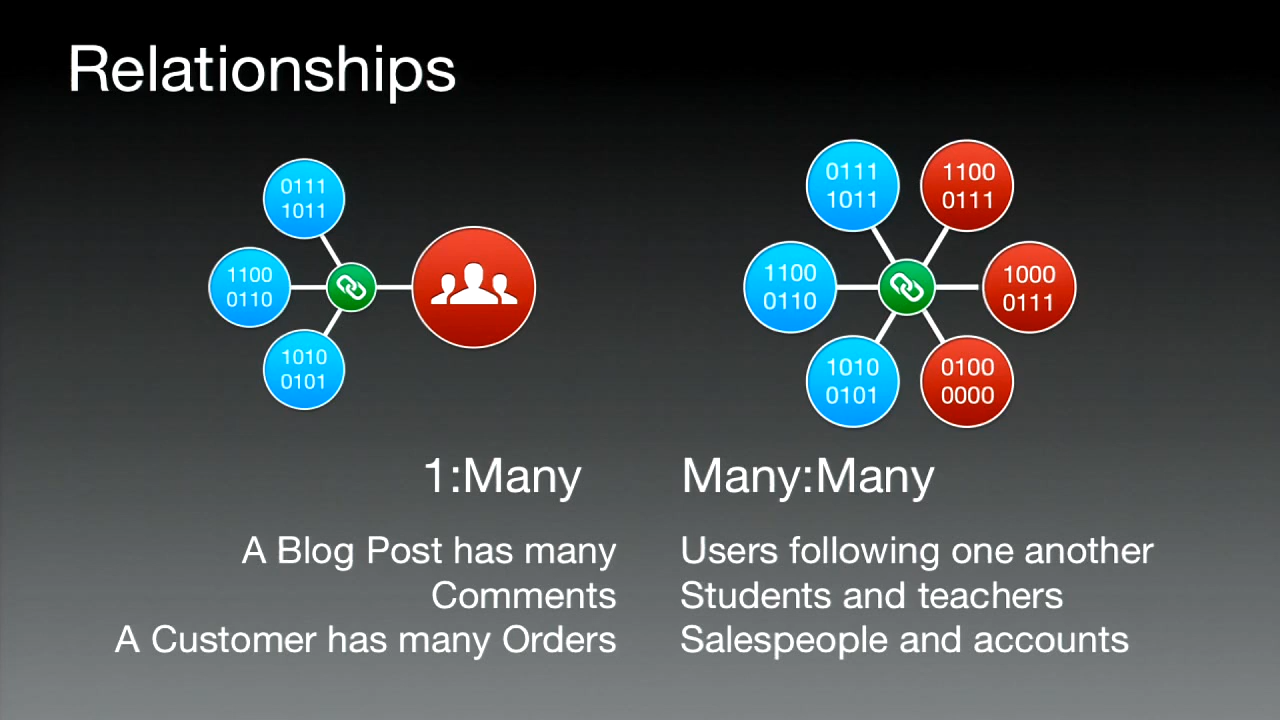 Relationships
0111
1011
1100
0110
1010
0101
0111
1011
1100
0111
1100
0110
1000
0111
1010
0101
0100
0000
1:Many
A Blog Post has many
Comments
A Customer has many Orders
Many:Many
Users following one another
Students and teachers
Salespeople and accounts